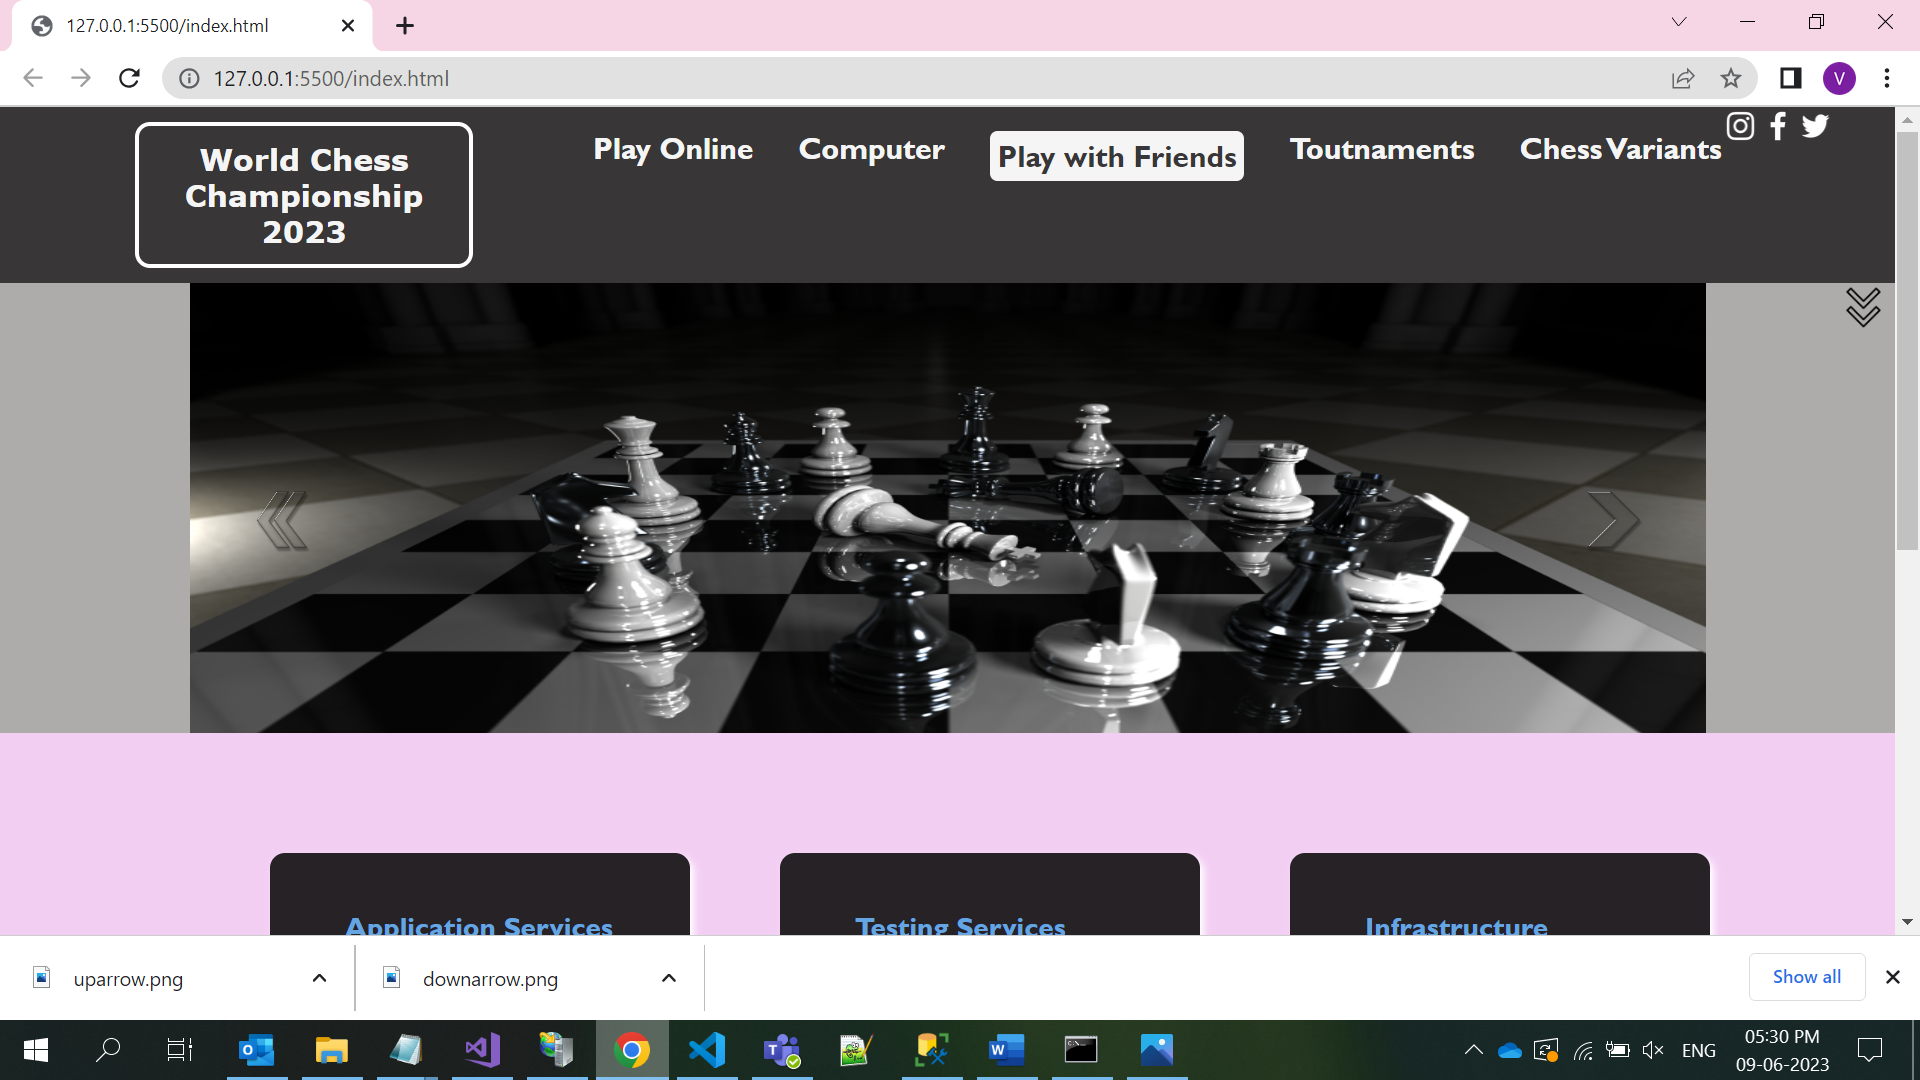 127.0.0.1:5500/index.html
127.0.0.1:5500/index.html
V
World Chess
Championship
2023
Play Online
Computer
Play with Friends
Toutnaments
Chess Variants
Application Services
Testing Services
Infrastructure
uparrow.png
downarrow.png
Show all
ENG
05:30 PM
09-06-2023